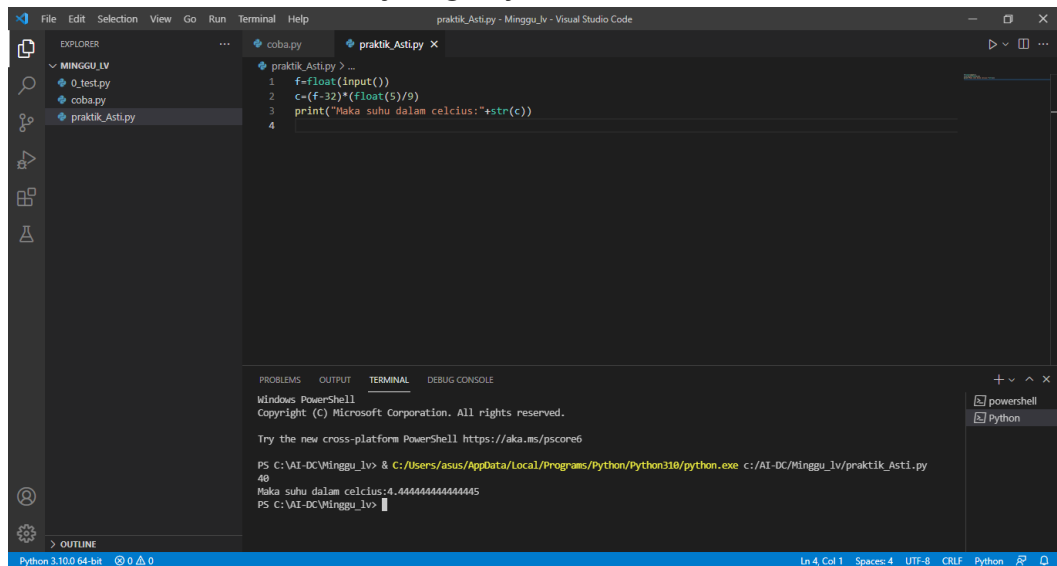 File Edit Selection View Go Run Terminal Help praktik_Asti.py - Minggu_lv - Visual Studio Code
EXPLORER
coba.py praktik_Asti.py
MINGGU_LV
0_test.py
coba.py
praktik_Asti.py
praktik_Asti.py > ...
1 f=float(input())
2 c=(f-32)*(float(5)/9)
3 print("Maka suhu dalam celcius:"+str(c))
4
PROBLEMS OUTPUT TERMINAL DEBUG CONSOLE
powershell
Python
Windows PowerShell
Copyright (C) Microsoft Corporation. All rights reserved.
Try the new cross-platform PowerShell https://aka.ms/pscore6
PS C:\AI-DC\Minggu_lv> & C:/Users/asus/AppData/Local/Programs/Python/Python310/python.exe c:/AI-DC/Minggu_lv/praktik_Asti.py
40
Maka suhu dalam celcius:4.444444444444445
PS C:\AI-DC\Minggu_lv>
OUTLINE
Python 3.10.0 64-bit 0 0 Ln 4, Col 1 Spaces: 4 UTF-8 CRLF Python